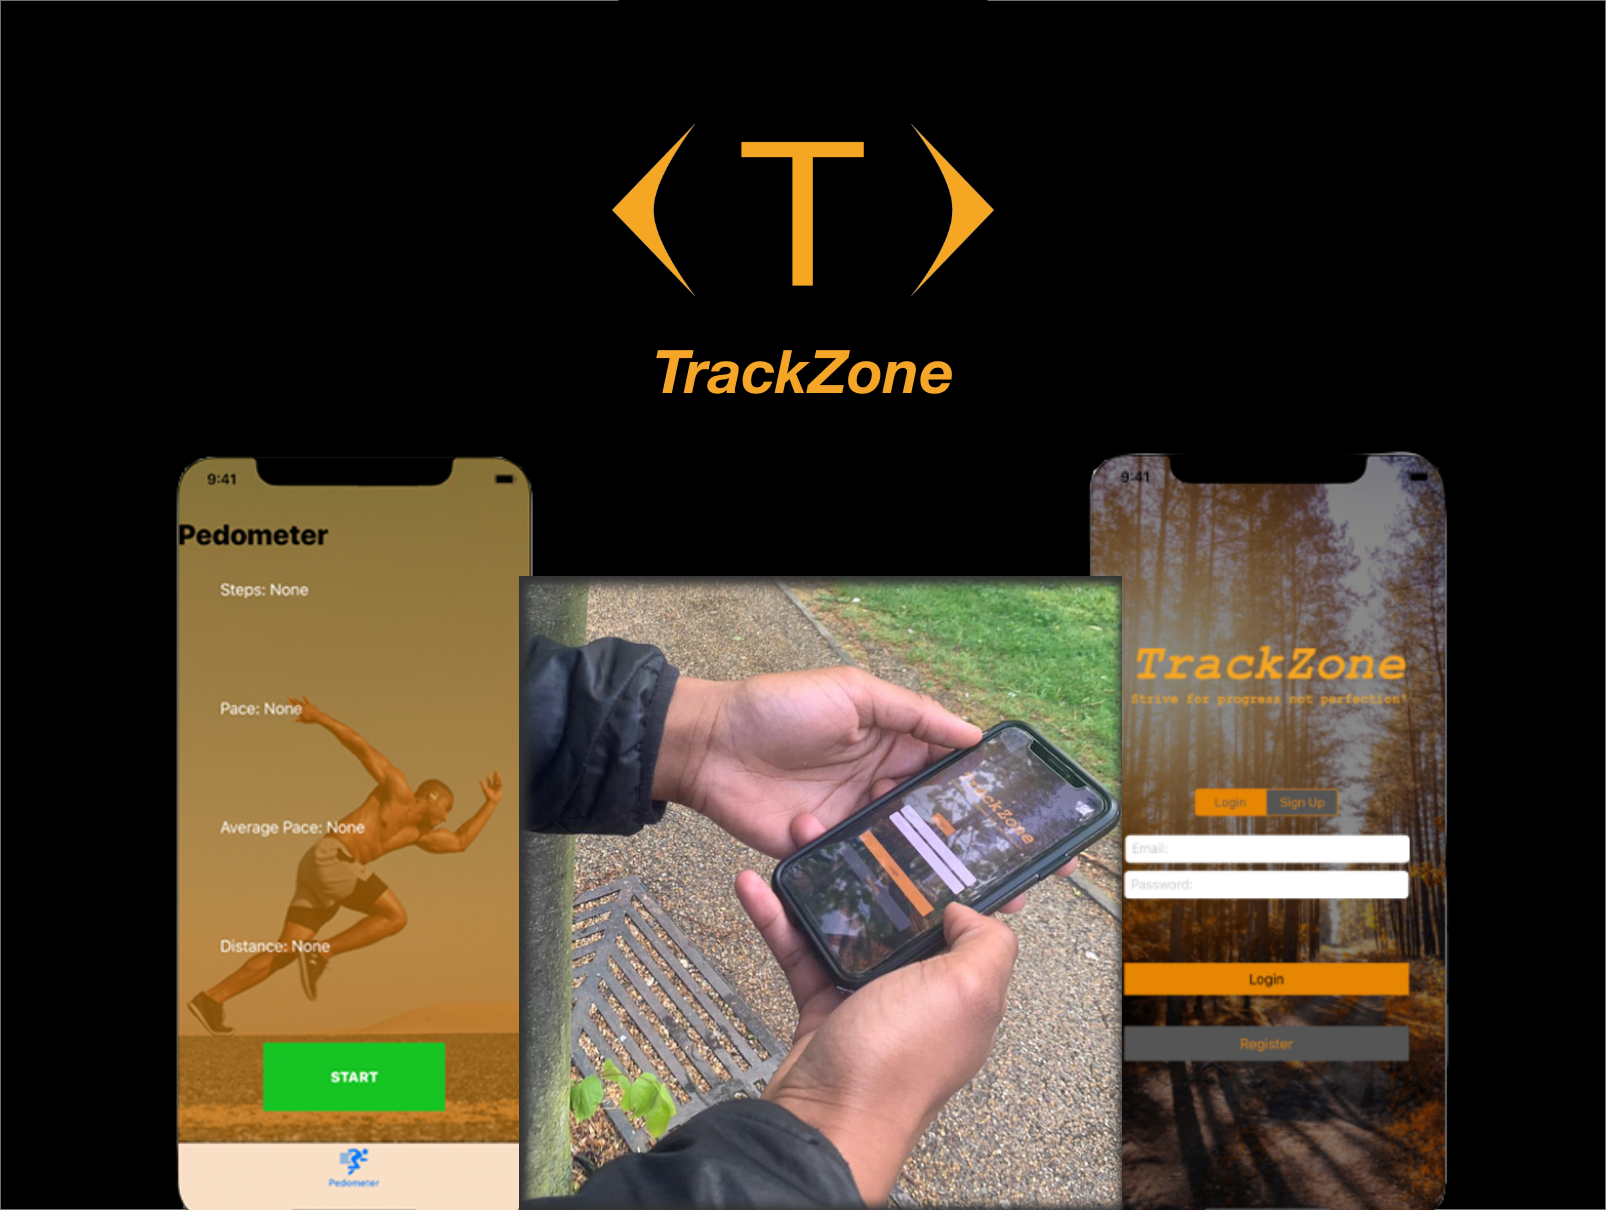 T
TrackZone
9:41
Pedometer
Steps: None
Pace: None
Average Pace: None
Distance: None
START
Pedometer
TrackZone
9:41
TrackZone
Strive for progress not perfection!
Login
Sign Up
Email:
Password:
Login
Register